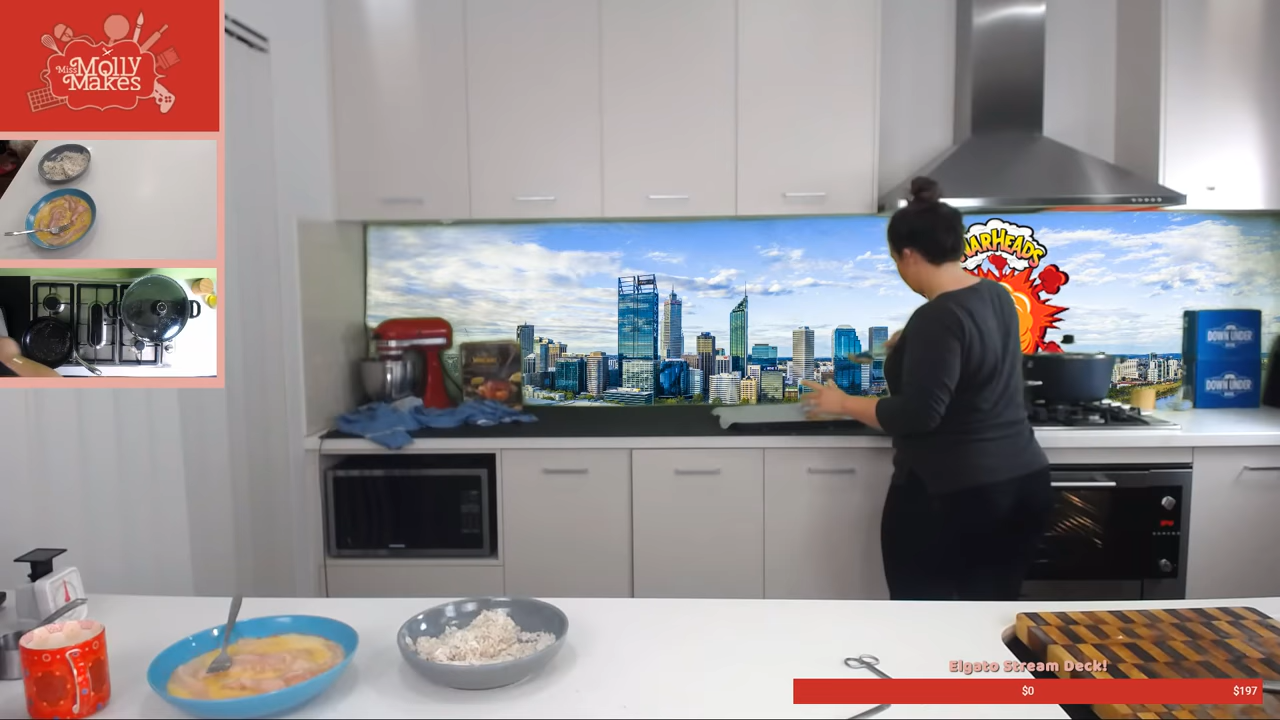 Miss
Molly
Makes
WARHEADS
DOWN UNDER
DOWN UNDER
Elgato Stream Deck!
$0
$197